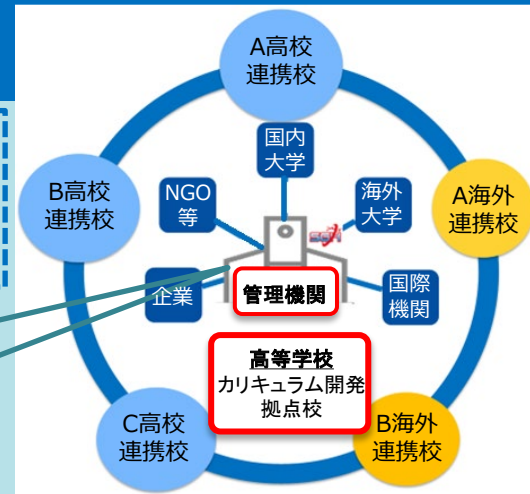 A高校
連携校
国内
大学
B高校
連携校
NGO
等
海外
大学
A海外
連携校
企業
管理機関
国際
機関
高等学校
カリキュラム開発
拠点校
C高校
連携校
B海外
連携校